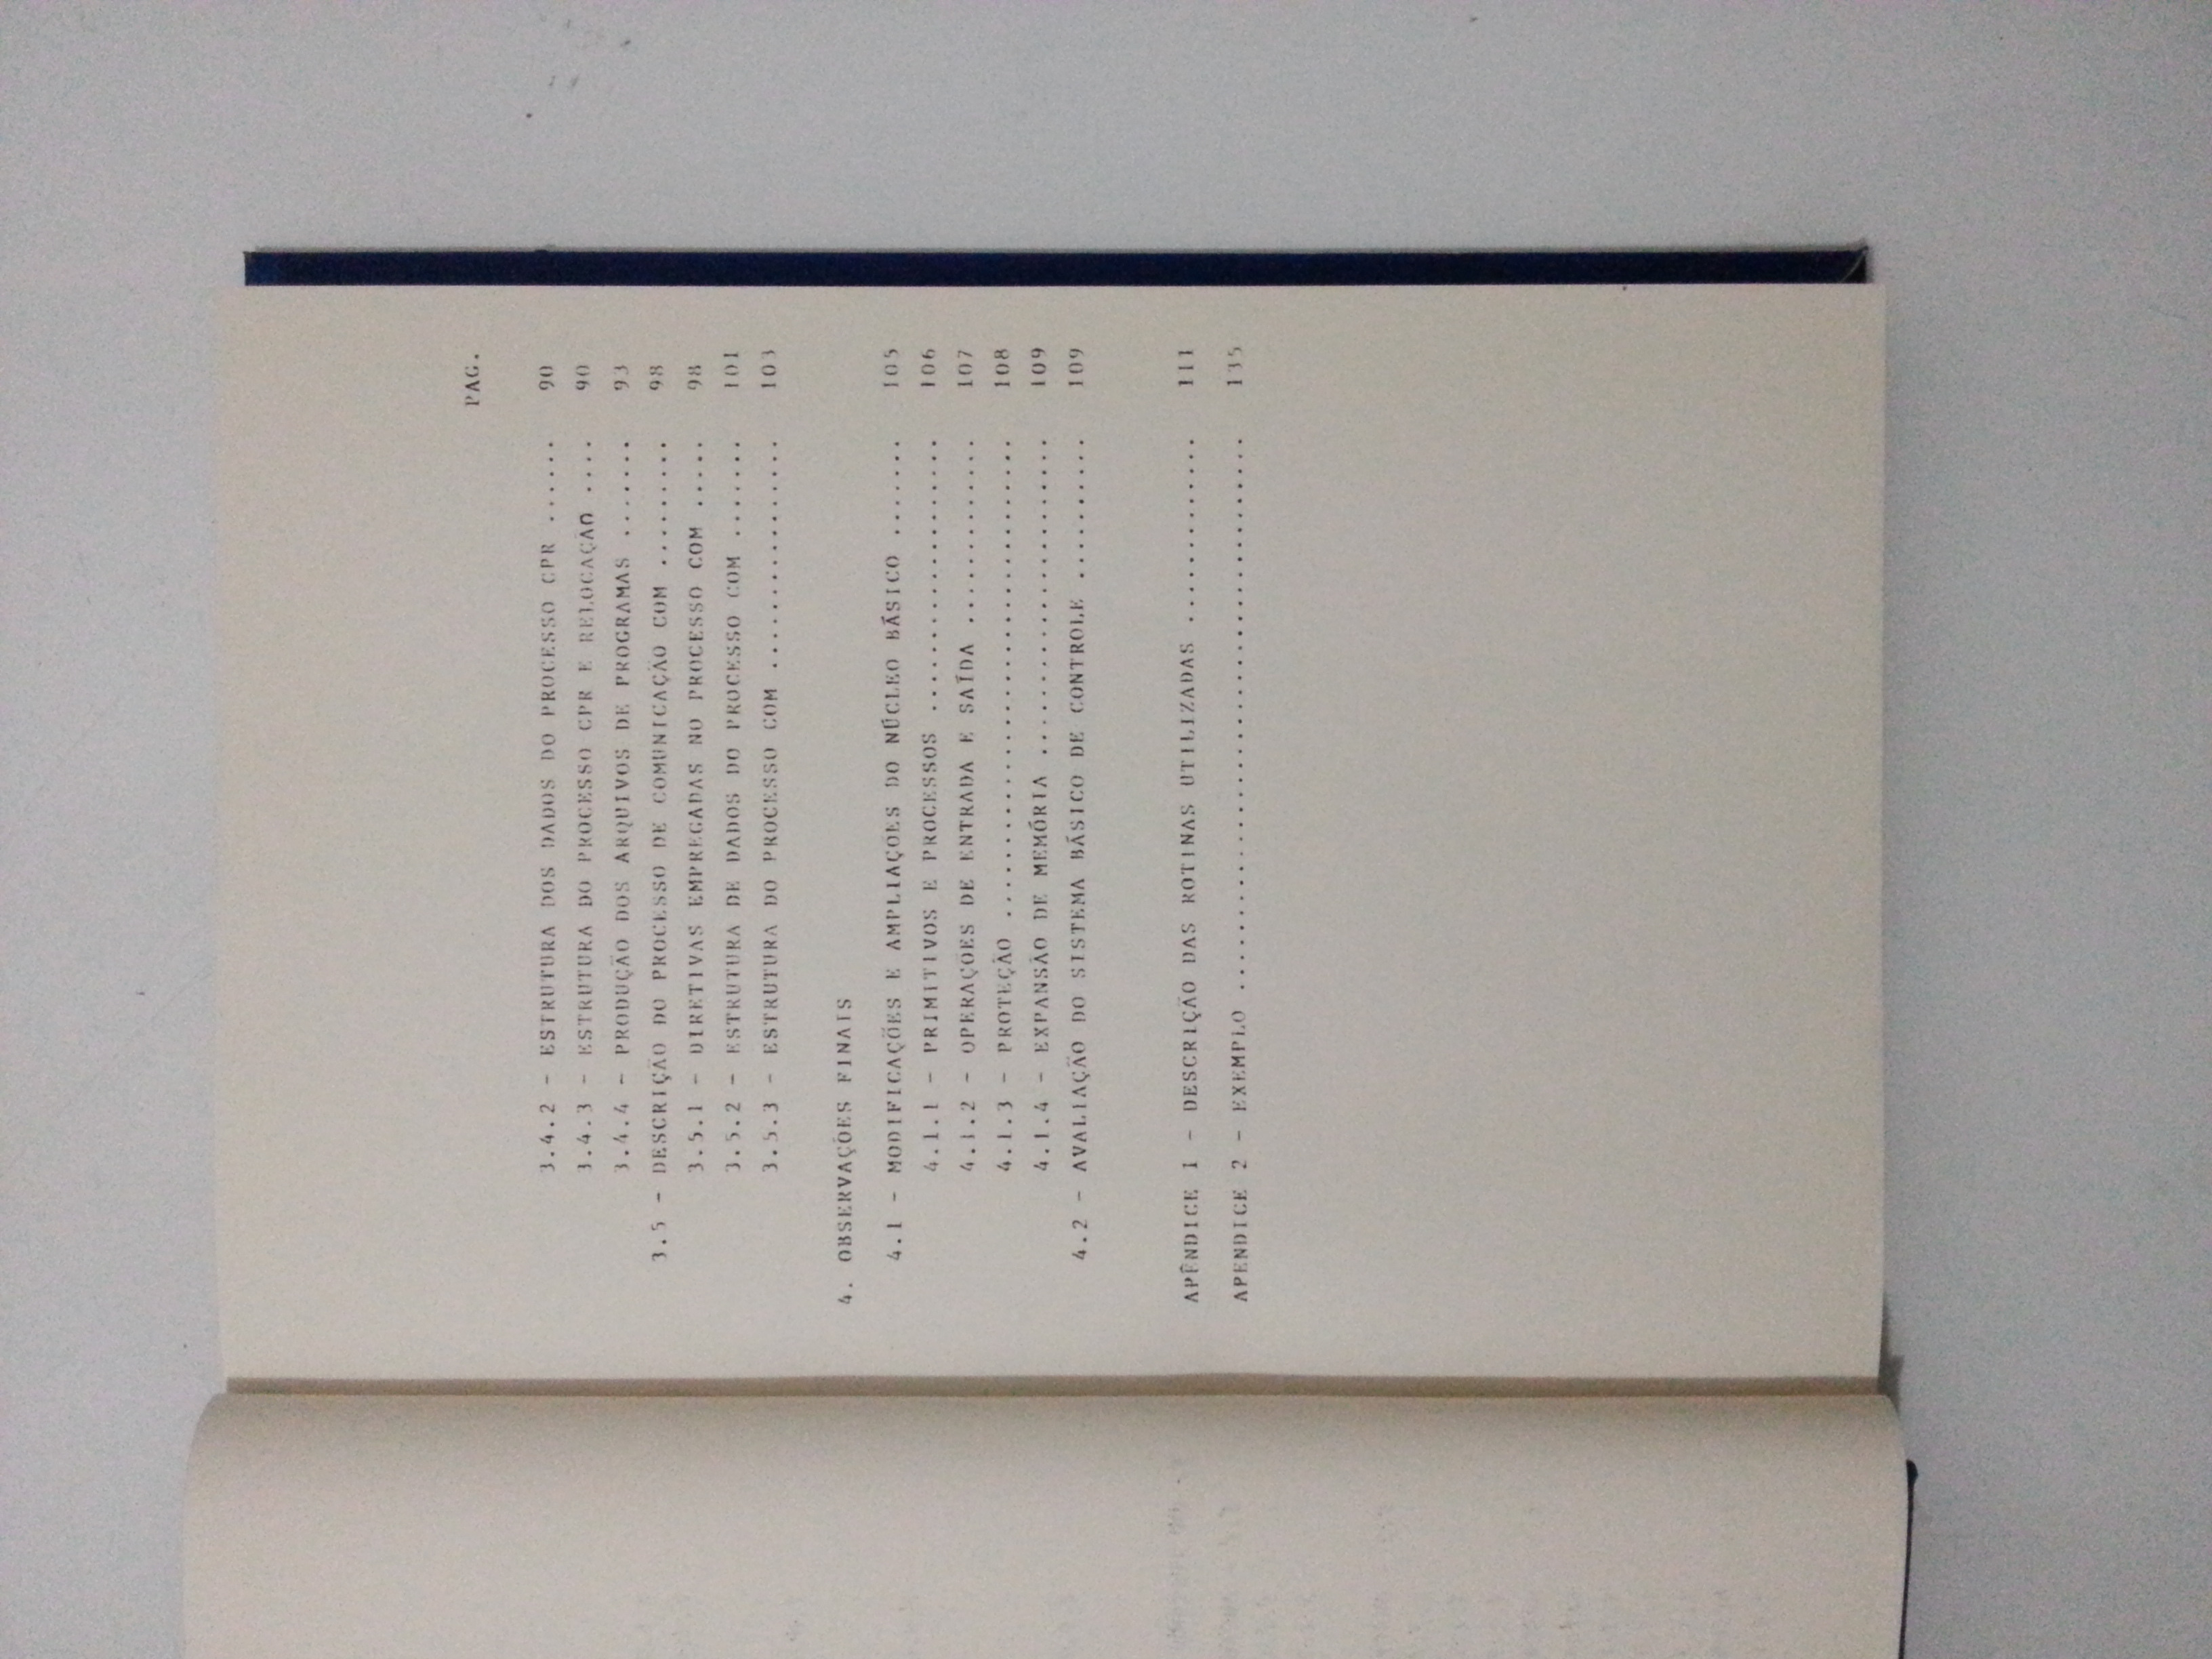 PAG.
3.4.2 - ESTRUTURA DOS DADOS DO PROCESSO CPR ...... 90
3.4.3 - ESTRUTURA DO PROCESSO CPR E RELOCAÇÃO .... 90
3.4.4 - PRODUÇÃO DOS ARQUIVOS DE PROGRAMAS ....... 93
3.5 - DESCRIÇÃO DO PROCESSO DE COMUNICAÇÃO COM ......... 98
3.5.1 - DIRETIVAS EMPREGADAS NO PROCESSO COM ..... 98
3.5.2 - ESTRUTURA DE DADOS DO PROCESSO COM ....... 101
3.5.3 - ESTRUTURA DO PROCESSO COM ................ 103
4. OBSERVAÇÕES FINAIS
4.1 - MODIFICAÇÕES E AMPLIAÇÕES DO NÚCLEO BÁSICO ....... 105
4.1.1 - PRIMITIVOS E PROCESSOS ................... 106
4.1.2 - OPERAÇÕES DE ENTRADA E SAÍDA ............. 107
4.1.3 - PROTEÇÃO ................................. 108
4.1.4 - EXPANSÃO DE MEMÓRIA ...................... 109
4.2 - AVALIAÇÃO DO SISTEMA BÁSICO DE CONTROLE .......... 109
APÊNDICE 1 - DESCRIÇÃO DAS ROTINAS UTILIZADAS ............. 111
APENDICE 2 - EXEMPLO ...................................... 135